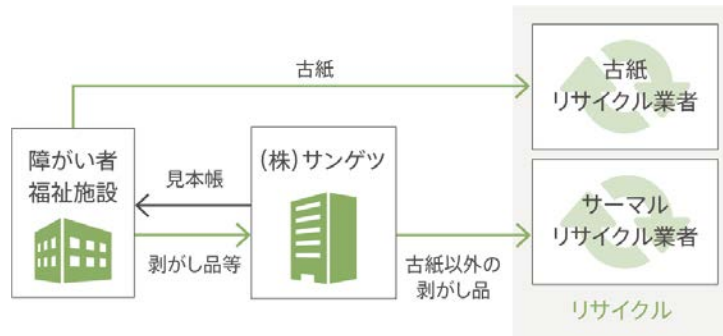 古紙
古紙
リサイクル業者
障がい者
福祉施設
見本帳
(株)サンゲツ
剥がし品等
古紙以外の
剥がし品
サーマル
リサイクル業者
リサイクル